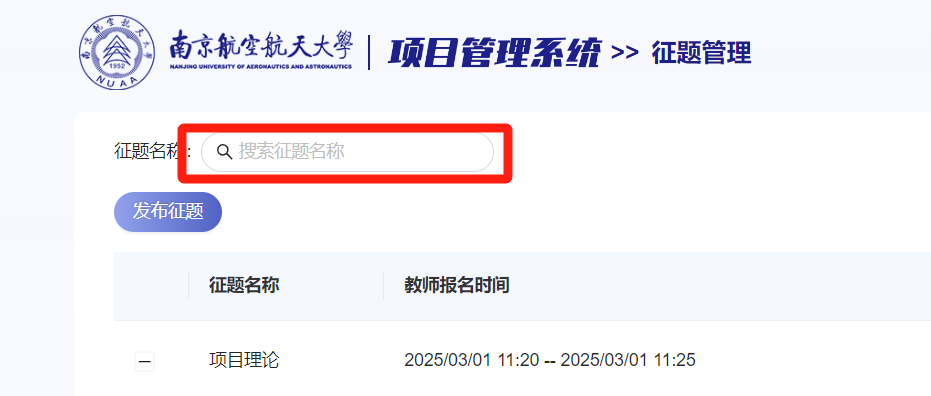 南京航空航天大學
NANJING UNIVERSITY OF AERONAUTICS AND ASTRONAUTICS
1952
NUAA
项目管理系统 >> 征题管理
征题名称:
搜索征题名称
发布征题
征题名称 教师报名时间
项目理论 2025/03/01 11:20 -- 2025/03/01 11:25